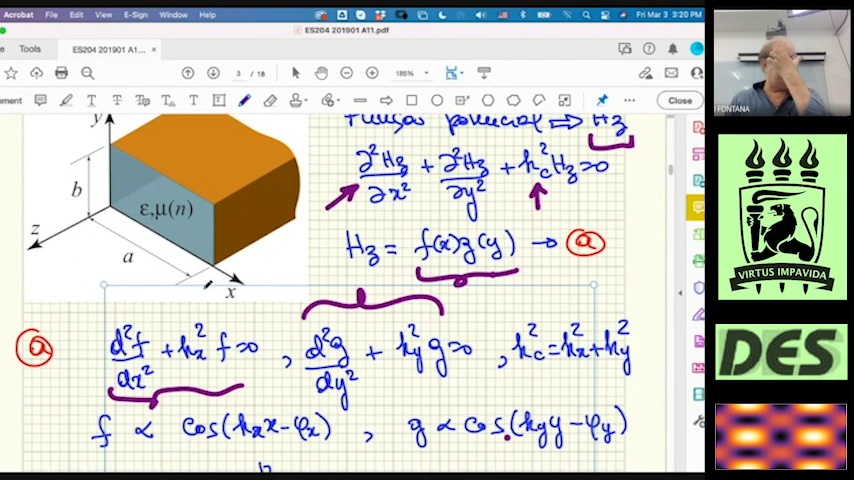 Acrobat File Edit View E-Sign Window Help Fri Mar 3 3:20 PM
ES204 201901 A11.pdf
Tools ES204 201901 A11... ×
3 / 18 185%
Close
função potencial ⇒ Hz
∂²Hz/∂x² + ∂²Hz/∂y² + kc² Hz = 0
Hz = f(x)g(y) → ⓐ
y
b
z
ε,μ(n)
a
x
ⓐ d²f/dx² + kx² f = 0 , d²g/dy² + ky² g = 0 , kc² = kx² + ky²
f ∝ cos(kx x − φx) , g ∝ cos(ky y − φy)
FONTANA
VIRTUS IMPAVIDA
DES